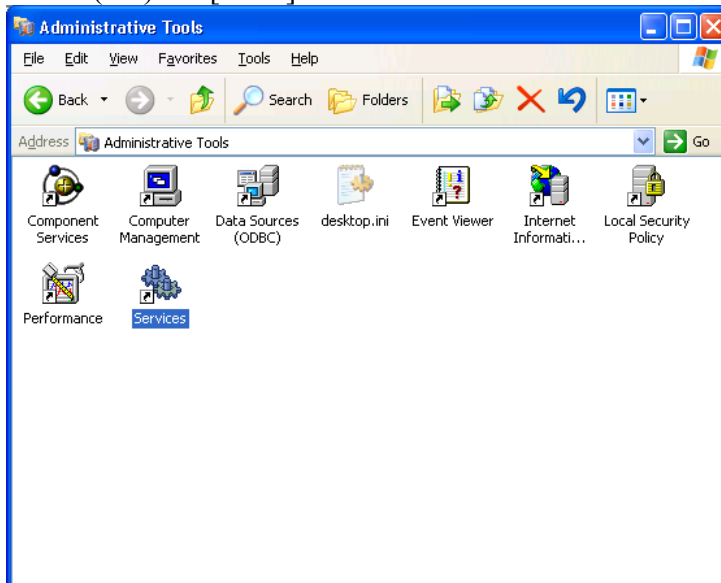 Administrative Tools
File Edit View Favorites Tools Help
Back Search Folders
Address Administrative Tools Go
Component Services
Computer Management
Data Sources (ODBC)
desktop.ini
Event Viewer
Internet Informati...
Local Security Policy
Performance
Services